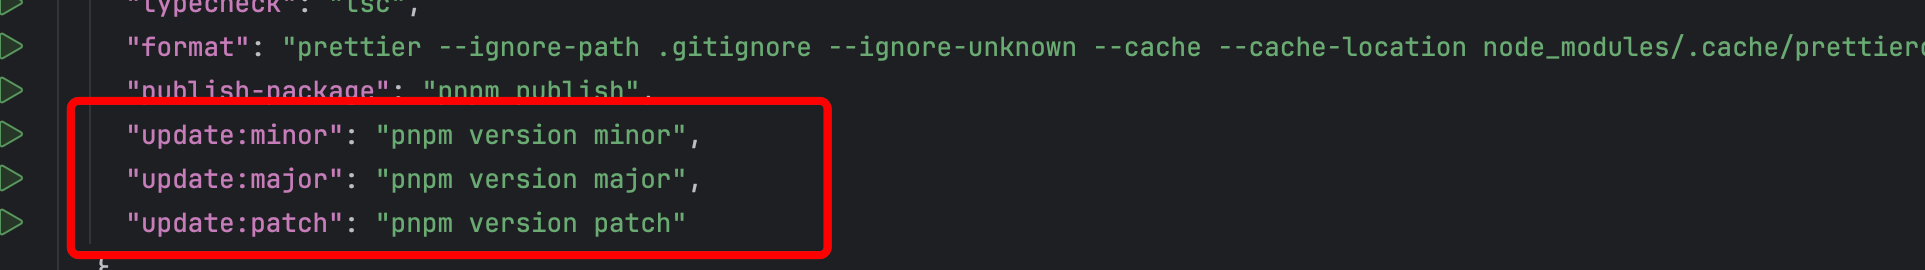 "typecheck": "tsc",
"format": "prettier --ignore-path .gitignore --ignore-unknown --cache --cache-location node_modules/.cache/prettier
"publish-package": "pnpm publish",
"update:minor": "pnpm version minor",
"update:major": "pnpm version major",
"update:patch": "pnpm version patch"
}